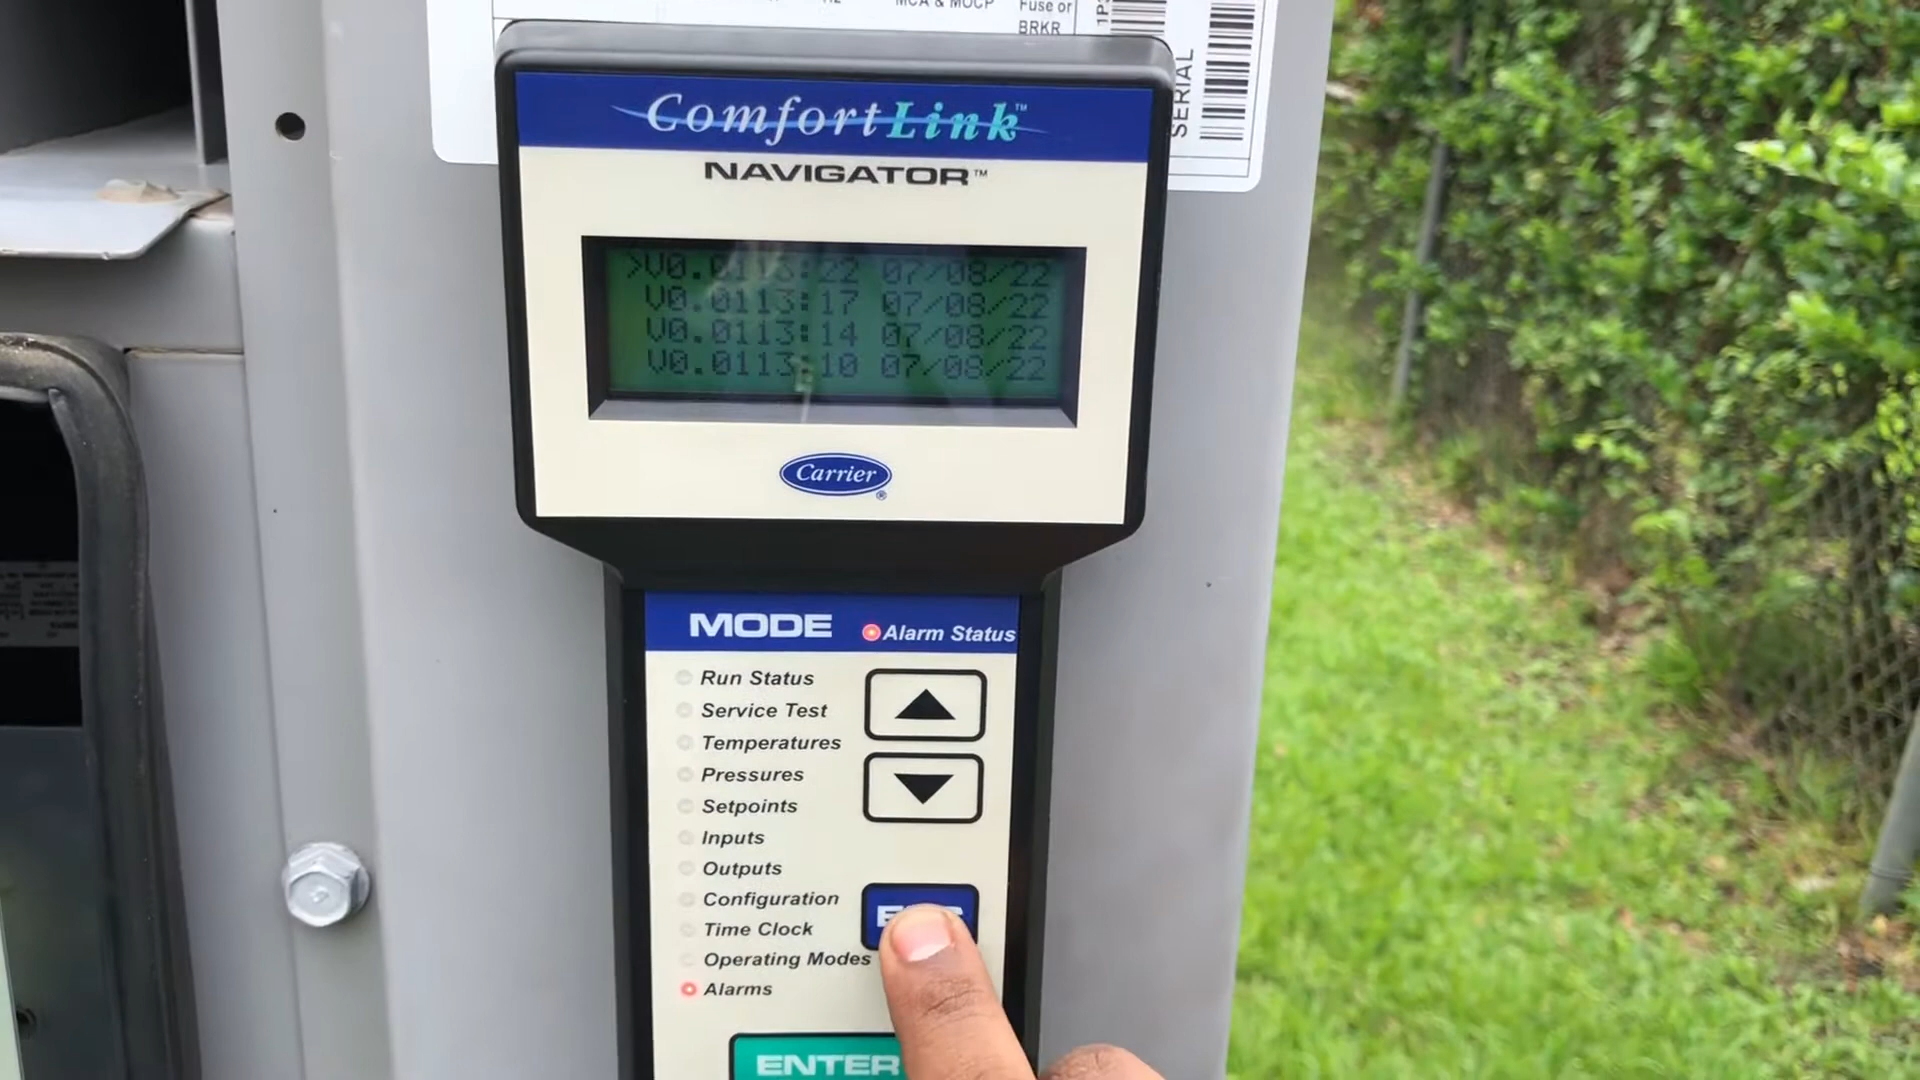 MCA & MOCP
Fuse or
BRKR
SERIAL
ComfortLink™
NAVIGATOR™
>V0.0113:22 07/08/22
V0.0113:17 07/08/22
V0.0113:14 07/08/22
V0.0113:10 07/08/22
Carrier®
MODE
Alarm Status
Run Status
Service Test
Temperatures
Pressures
Setpoints
Inputs
Outputs
Configuration
Time Clock
Operating Modes
Alarms
ENTER